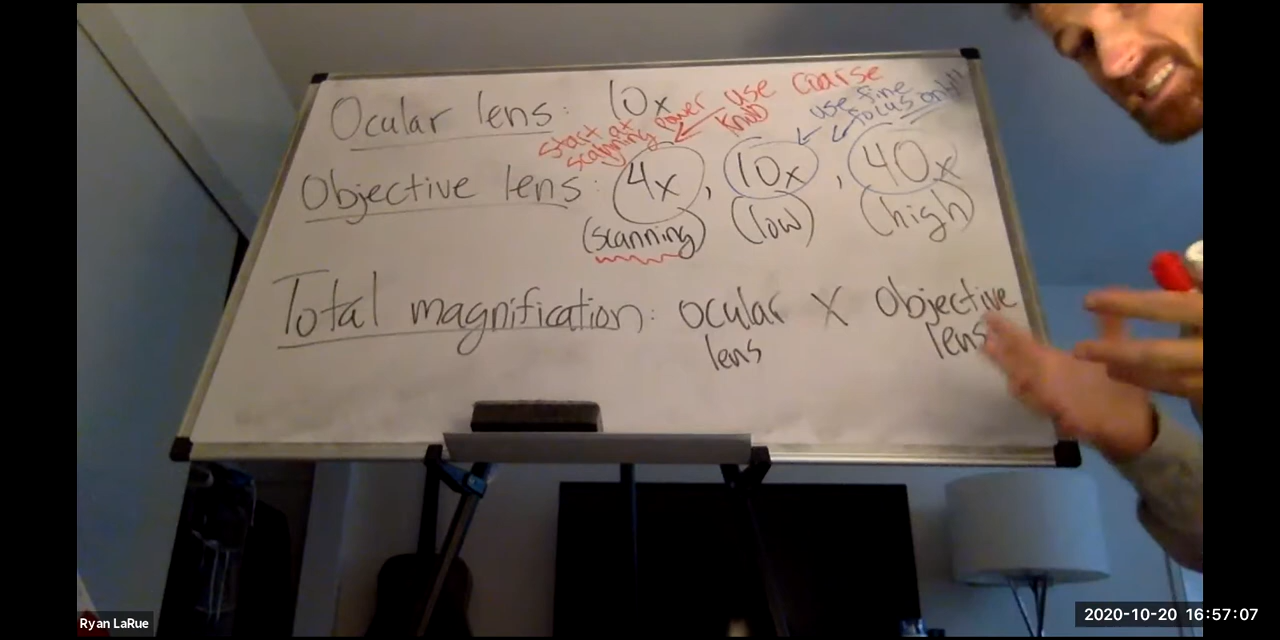 Ocular lens: 10x
start at scanning power
use coarse knob
use fine focus only!!
Objective lens: 4x, 10x, 40x
(scanning) (low) (high)
Total magnification: ocular lens X Objective lens
Ryan LaRue
2020-10-20 16:57:07